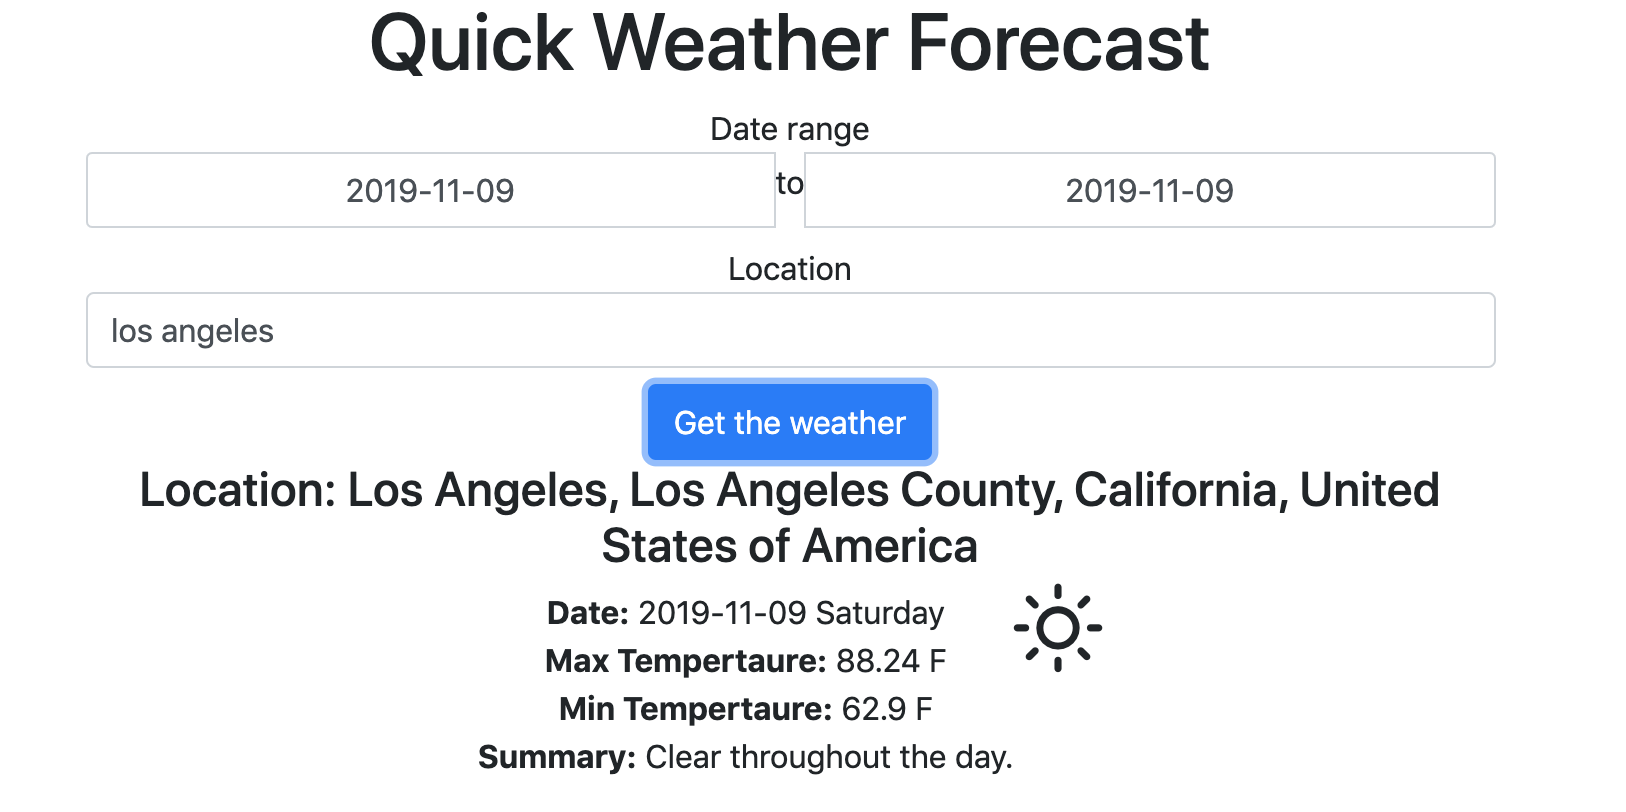 Quick Weather Forecast
Date range
2019-11-09 to 2019-11-09
Location
los angeles
Get the weather
Location: Los Angeles, Los Angeles County, California, United
States of America
Date: 2019-11-09 Saturday
Max Tempertaure: 88.24 F
Min Tempertaure: 62.9 F
Summary: Clear throughout the day.